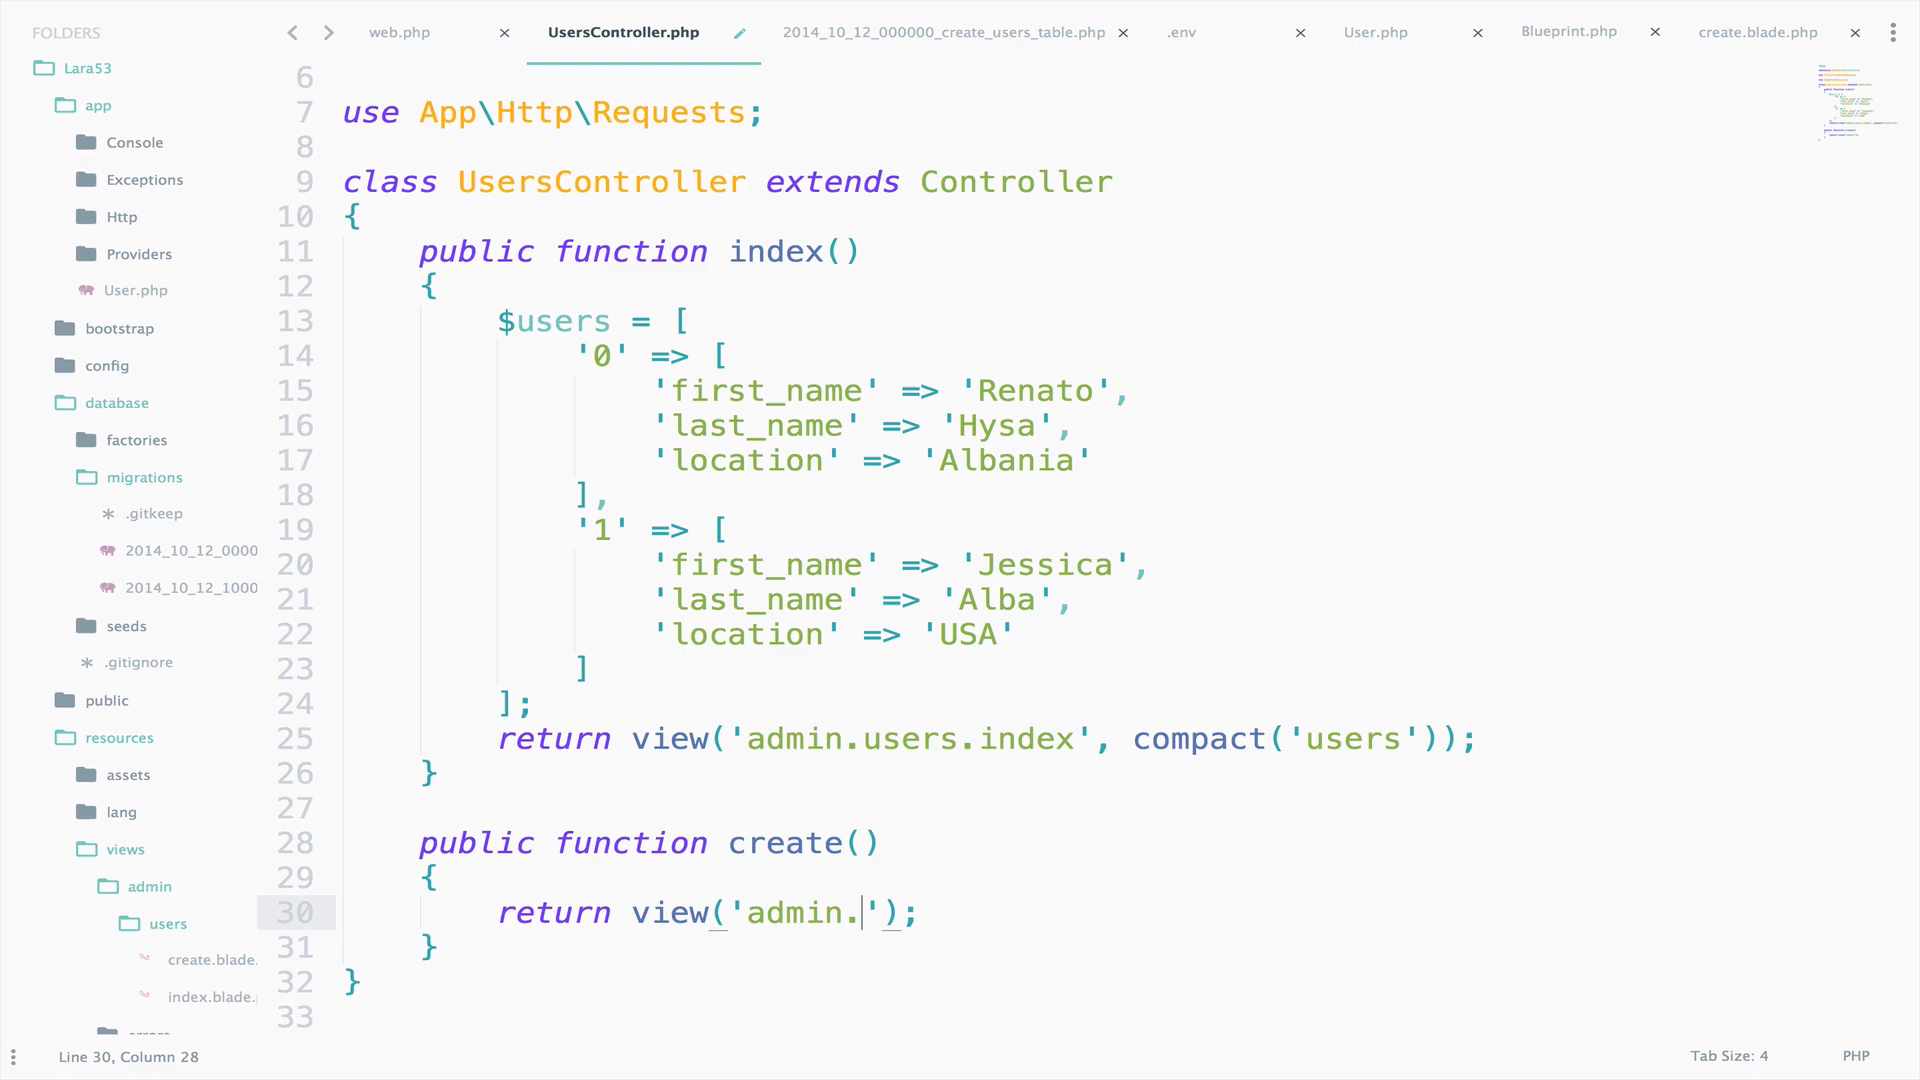 FOLDERS
Lara53
app
Console
Exceptions
Http
Providers
User.php
bootstrap
config
database
factories
migrations
.gitkeep
2014_10_12_0000
2014_10_12_1000
seeds
.gitignore
public
resources
assets
lang
views
admin
users
create.blade.
index.blade.
errors
web.php
UsersController.php
2014_10_12_000000_create_users_table.php
.env
User.php
Blueprint.php
create.blade.php
6
7 use App\Http\Requests;
8
9 class UsersController extends Controller
10 {
11 public function index()
12 {
13 $users = [
14 '0' => [
15 'first_name' => 'Renato',
16 'last_name' => 'Hysa',
17 'location' => 'Albania'
18 ],
19 '1' => [
20 'first_name' => 'Jessica',
21 'last_name' => 'Alba',
22 'location' => 'USA'
23 ]
24 ];
25 return view('admin.users.index', compact('users'));
26 }
27
28 public function create()
29 {
30 return view('admin.');
31 }
32 }
33
Line 30, Column 28
Tab Size: 4
PHP